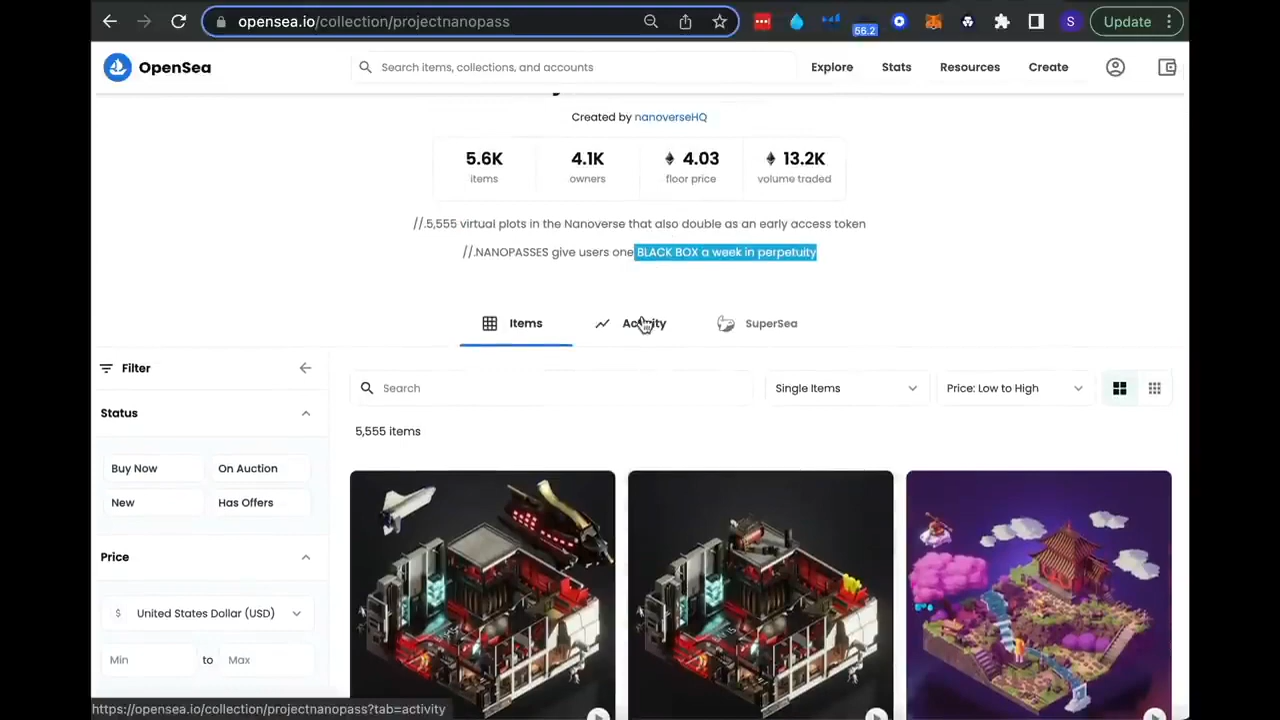 opensea.io/collection/projectnanopass
56.2
S
Update
OpenSea
Search items, collections, and accounts
Explore
Stats
Resources
Create
Created by nanoverseHQ
5.6K
4.1K
4.03
13.2K
items
owners
floor price
volume traded
//.5,555 virtual plots in the Nanoverse that also double as an early access token
//.NANOPASSES give users one BLACK BOX a week in perpetuity
Items
Activity
SuperSea
Filter
Search
Single Items
Price: Low to High
Status
5,555 items
Buy Now
On Auction
New
Has Offers
Price
$ United States Dollar (USD)
Min
to
Max
https://opensea.io/collection/projectnanopass?tab=activity